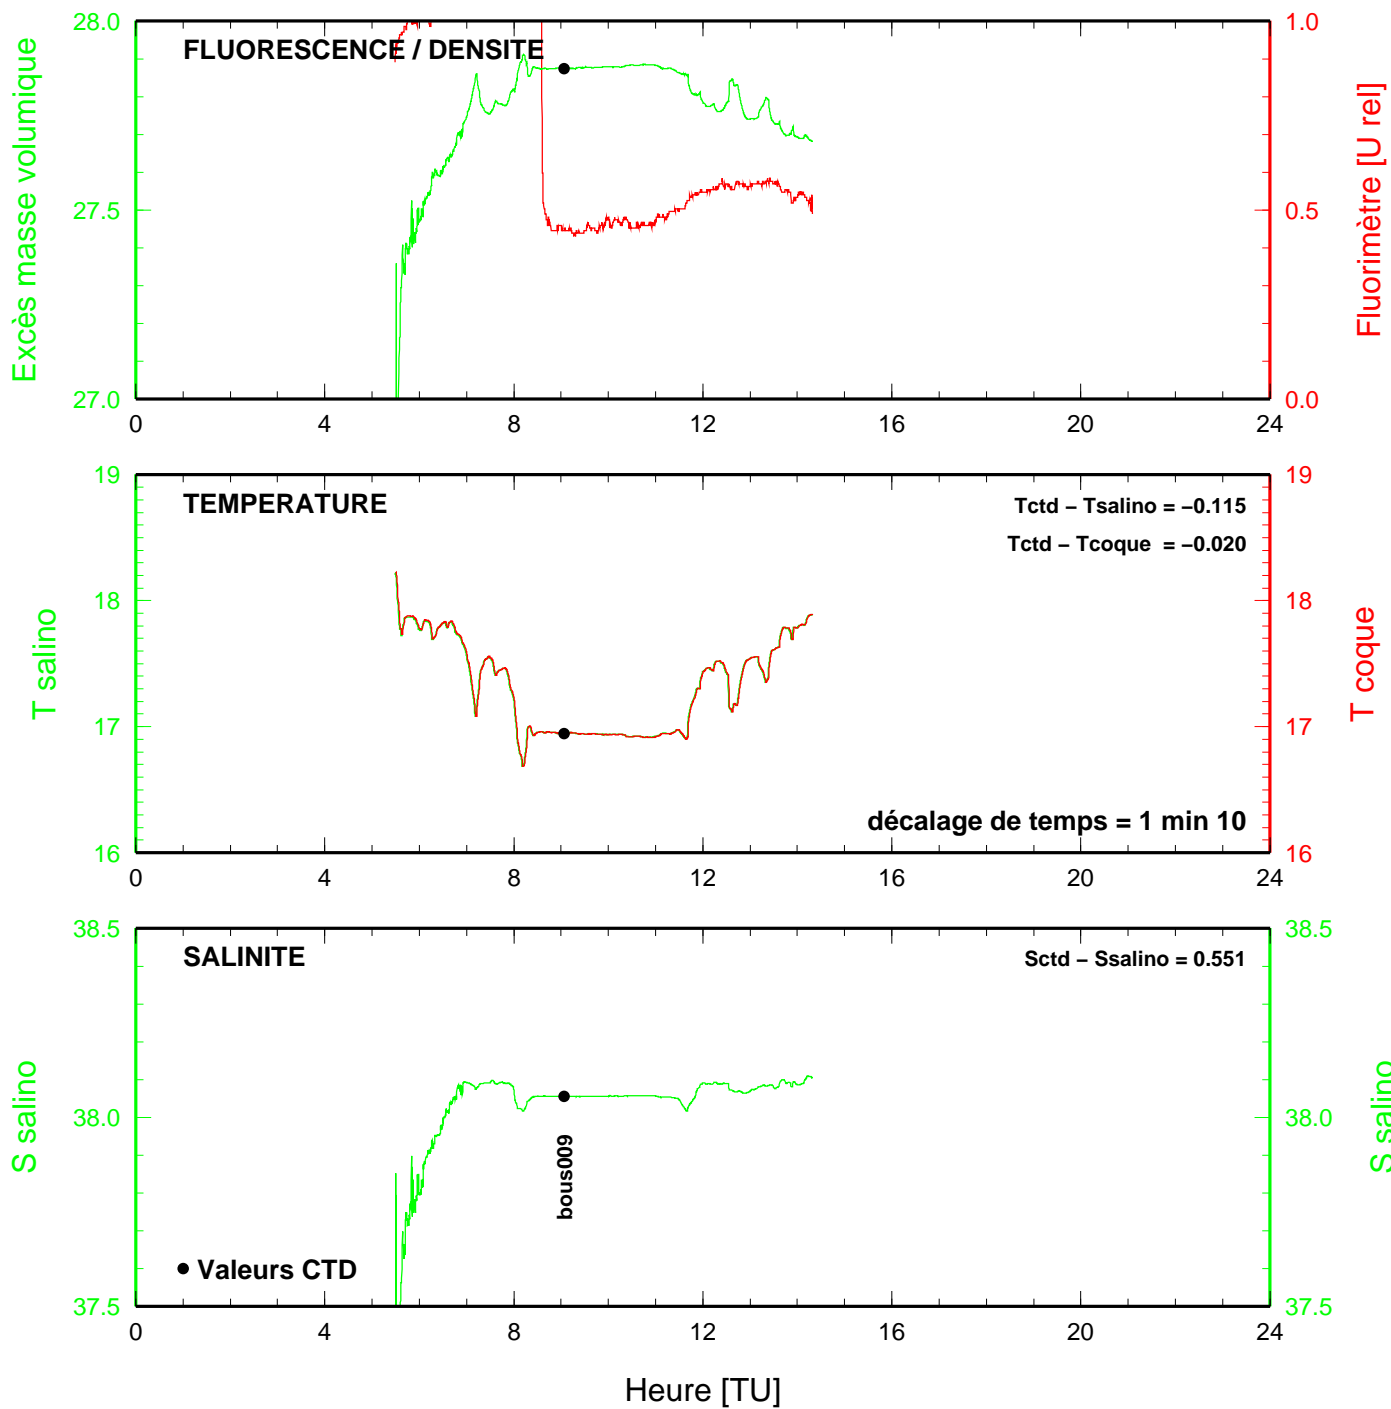 FLUORESCENCE / DENSITE
28.0
27.5
27.0
Excès masse volumique
1.0
0.5
0.0
Fluorimètre [U rel]
0 4 8 12 16 20 24
TEMPERATURE
Tctd − Tsalino = −0.115
Tctd − Tcoque = −0.020
19
18
17
16
T salino
19
18
17
16
T coque
décalage de temps = 1 min 10
0 4 8 12 16 20 24
SALINITE
Sctd − Ssalino = 0.551
38.5
38.0
37.5
S salino
38.5
38.0
37.5
S salino
bous009
Valeurs CTD
0 4 8 12 16 20 24
Heure [TU]